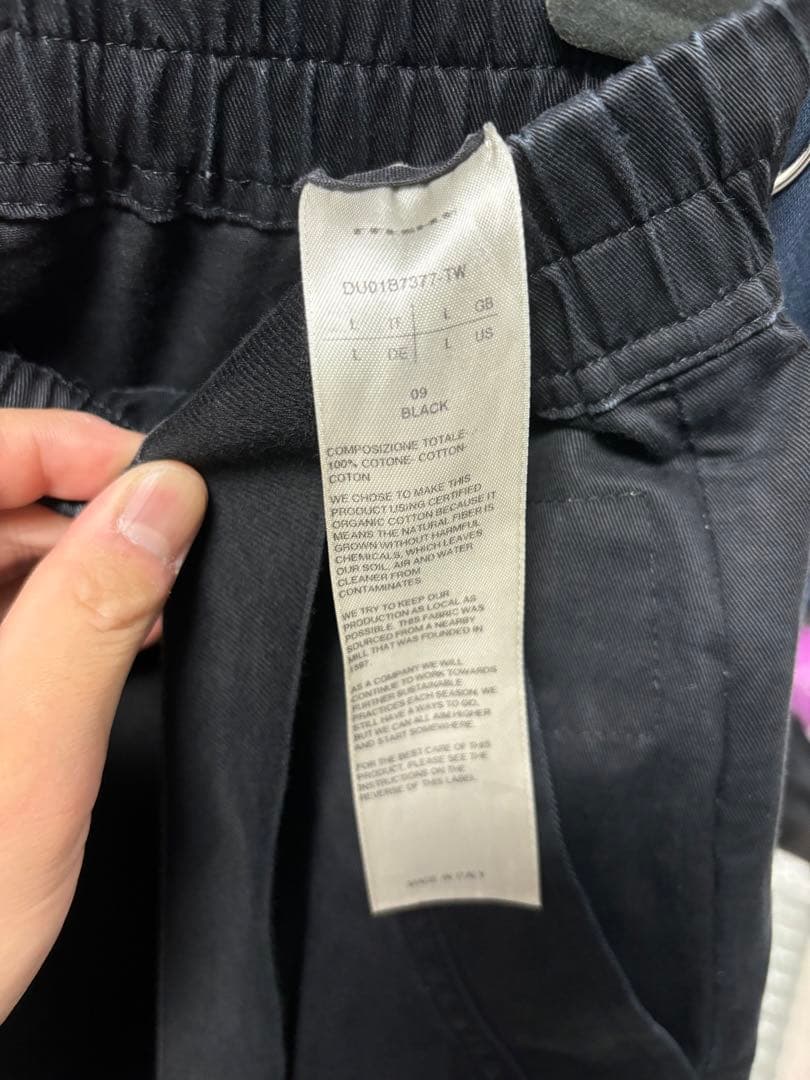 DU01B7377-TW
L IT L GB
L DE L US
09
BLACK
COMPOSIZIONE TOTALE-
100% COTONE- COTTON-
COTON
WE CHOSE TO MAKE THIS
PRODUCT USING CERTIFIED
ORGANIC COTTON BECAUSE IT
MEANS THE NATURAL FIBER IS
GROWN WITHOUT HARMFUL
CHEMICALS, WHICH LEAVES
OUR SOIL, AIR AND WATER
CLEANER FROM
CONTAMINATES.
WE TRY TO KEEP OUR
PRODUCTION AS LOCAL AS
POSSIBLE. THIS FABRIC WAS
SOURCED FROM A NEARBY
MILL THAT WAS FOUNDED IN
AS A COMPANY WE WILL
CONTINUE TO WORK TOWARDS
FURTHER SUSTAINABLE
PRACTICES EACH SEASON. WE
STILL HAVE A WAYS TO GO,
BUT WE CAN ALL AIM HIGHER
AND START SOMEWHERE.
FOR THE BEST CARE OF THIS
PRODUCT, PLEASE SEE THE
INSTRUCTIONS ON THE
REVERSE OF THIS LABEL.
MADE IN ITALY